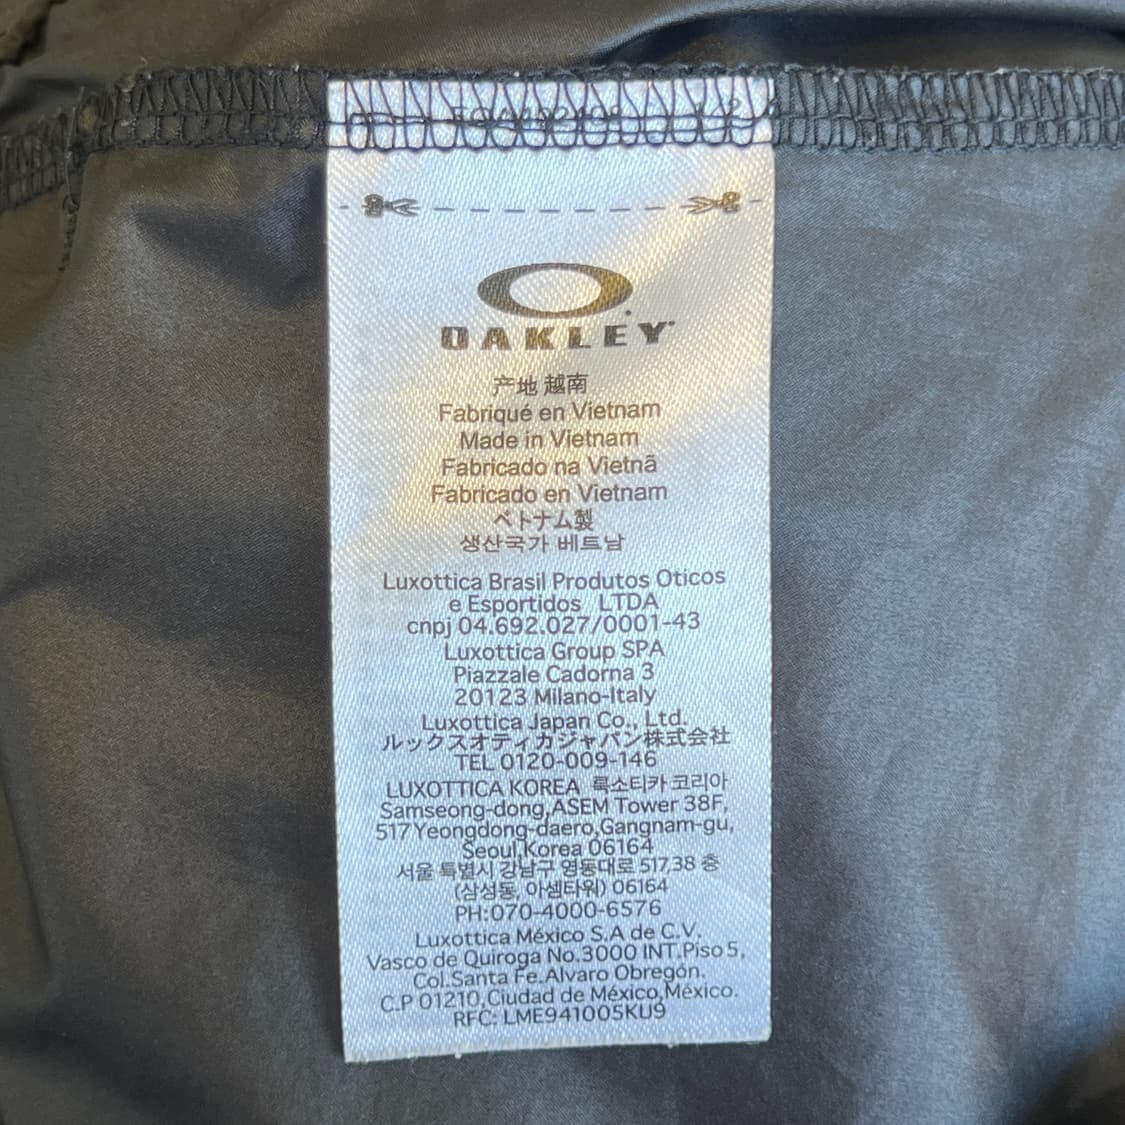 OAKLEY
产地 越南
Fabriqué en Vietnam
Made in Vietnam
Fabricado na Vietnã
Fabricado en Vietnam
ベトナム製
생산국가 베트남
Luxottica Brasil Produtos Oticos
e Esportidos LTDA
cnpj 04.692.027/0001-43
Luxottica Group SPA
Piazzale Cadorna 3
20123 Milano-Italy
Luxottica Japan Co., Ltd.
ルックスオティカジャパン株式会社
TEL 0120-009-146
LUXOTTICA KOREA 룩소티카 코리아
Samseong-dong,ASEM Tower 38F,
517Yeongdong-daero,Gangnam-gu,
Seoul,Korea 06164
서울 특별시 강남구 영동대로 517,38 층
(삼성동, 아셈타워) 06164
PH:070-4000-6576
Luxottica México S.A de C.V.
Vasco de Quiroga No.3000 INT.Piso 5,
Col.Santa Fe.Alvaro Obregón.
C.P 01210,Ciudad de México,México.
RFC: LME941005KU9